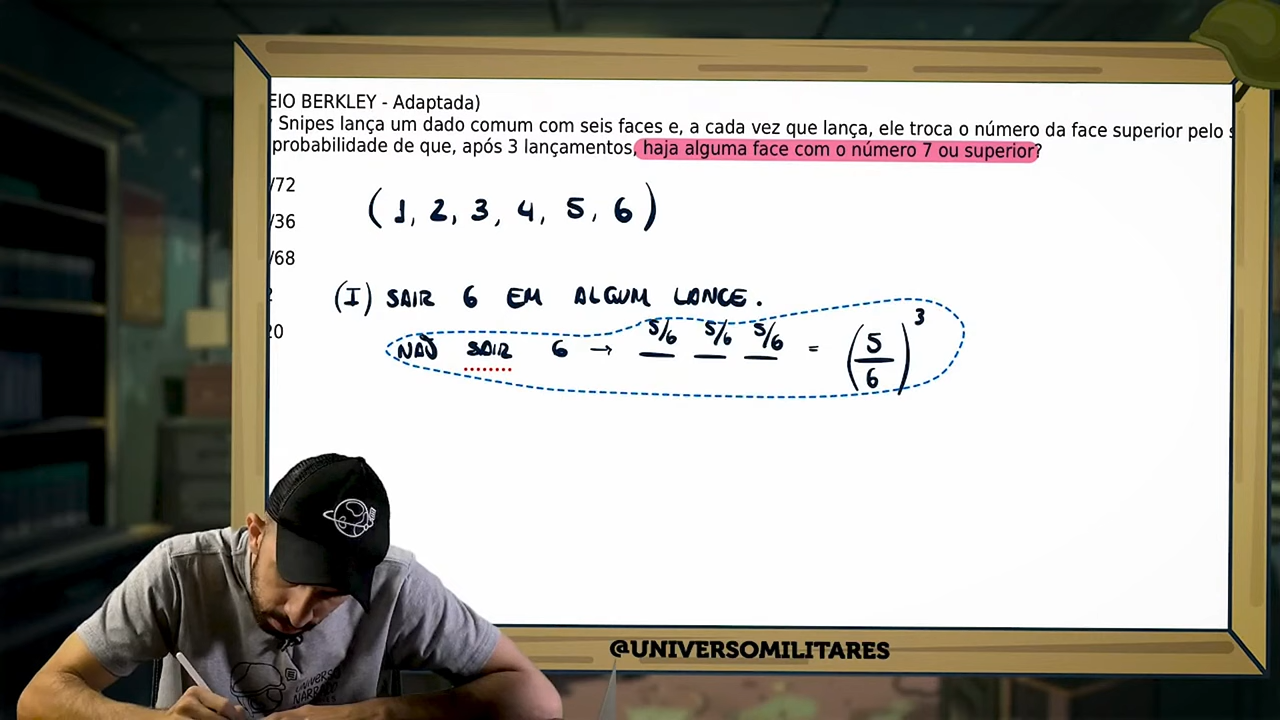 EIO BERKLEY - Adaptada)
Snipes lança um dado comum com seis faces e, a cada vez que lança, ele troca o número da face superior pelo s
probabilidade de que, após 3 lançamentos, haja alguma face com o número 7 ou superior?
/72
(1, 2, 3, 4, 5, 6)
/36
/68
(I) SAIR 6 EM ALGUM LANCE.
20
NAÕ SAIR 6 → 5/6 5/6 5/6 = (5/6)³
UNIVERSO
NARRADO
@UNIVERSOMILITARES